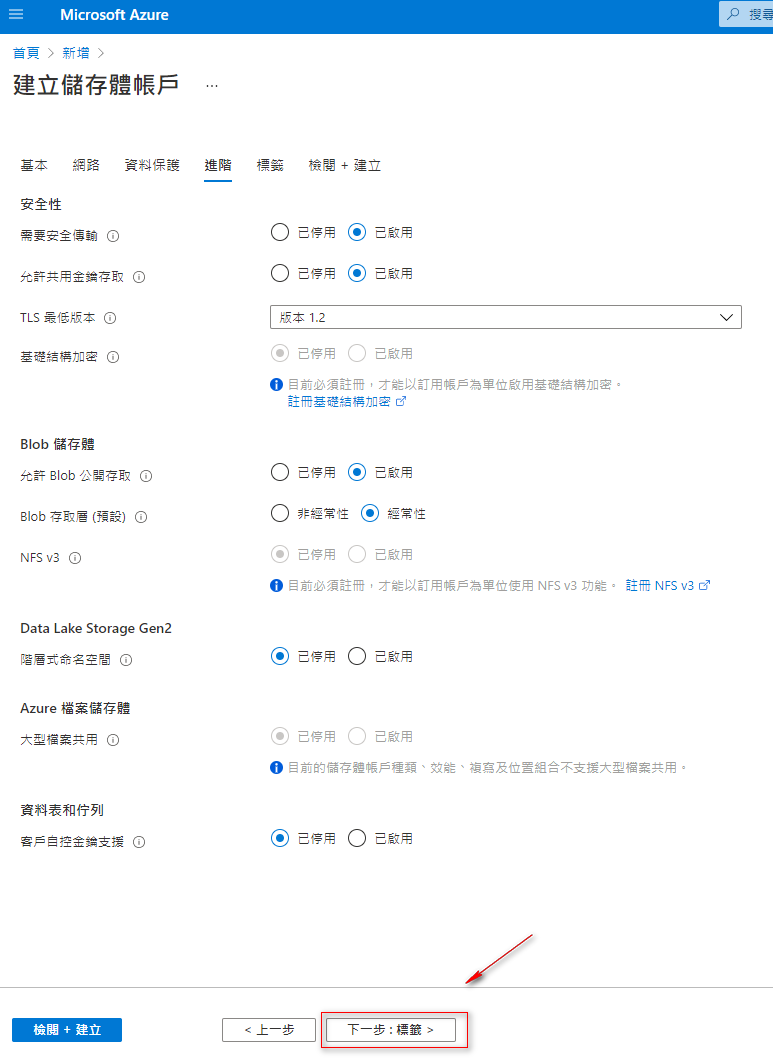 Microsoft Azure 搜尋
首頁 > 新增 >
建立儲存體帳戶 ...
基本 網路 資料保護 進階 標籤 檢閱 + 建立
安全性
需要安全傳輸 已停用 已啟用
允許共用金鑰存取 已停用 已啟用
TLS 最低版本 版本 1.2
基礎結構加密 已停用 已啟用
目前必須註冊，才能以訂用帳戶為單位啟用基礎結構加密。
註冊基礎結構加密
Blob 儲存體
允許 Blob 公開存取 已停用 已啟用
Blob 存取層 (預設) 非經常性 經常性
NFS v3 已停用 已啟用
目前必須註冊，才能以訂用帳戶為單位使用 NFS v3 功能。 註冊 NFS v3
Data Lake Storage Gen2
階層式命名空間 已停用 已啟用
Azure 檔案儲存體
大型檔案共用 已停用 已啟用
目前的儲存體帳戶種類、效能、複寫及位置組合不支援大型檔案共用。
資料表和佇列
客戶自控金鑰支援 已停用 已啟用
檢閱 + 建立 < 上一步 下一步 : 標籤 >